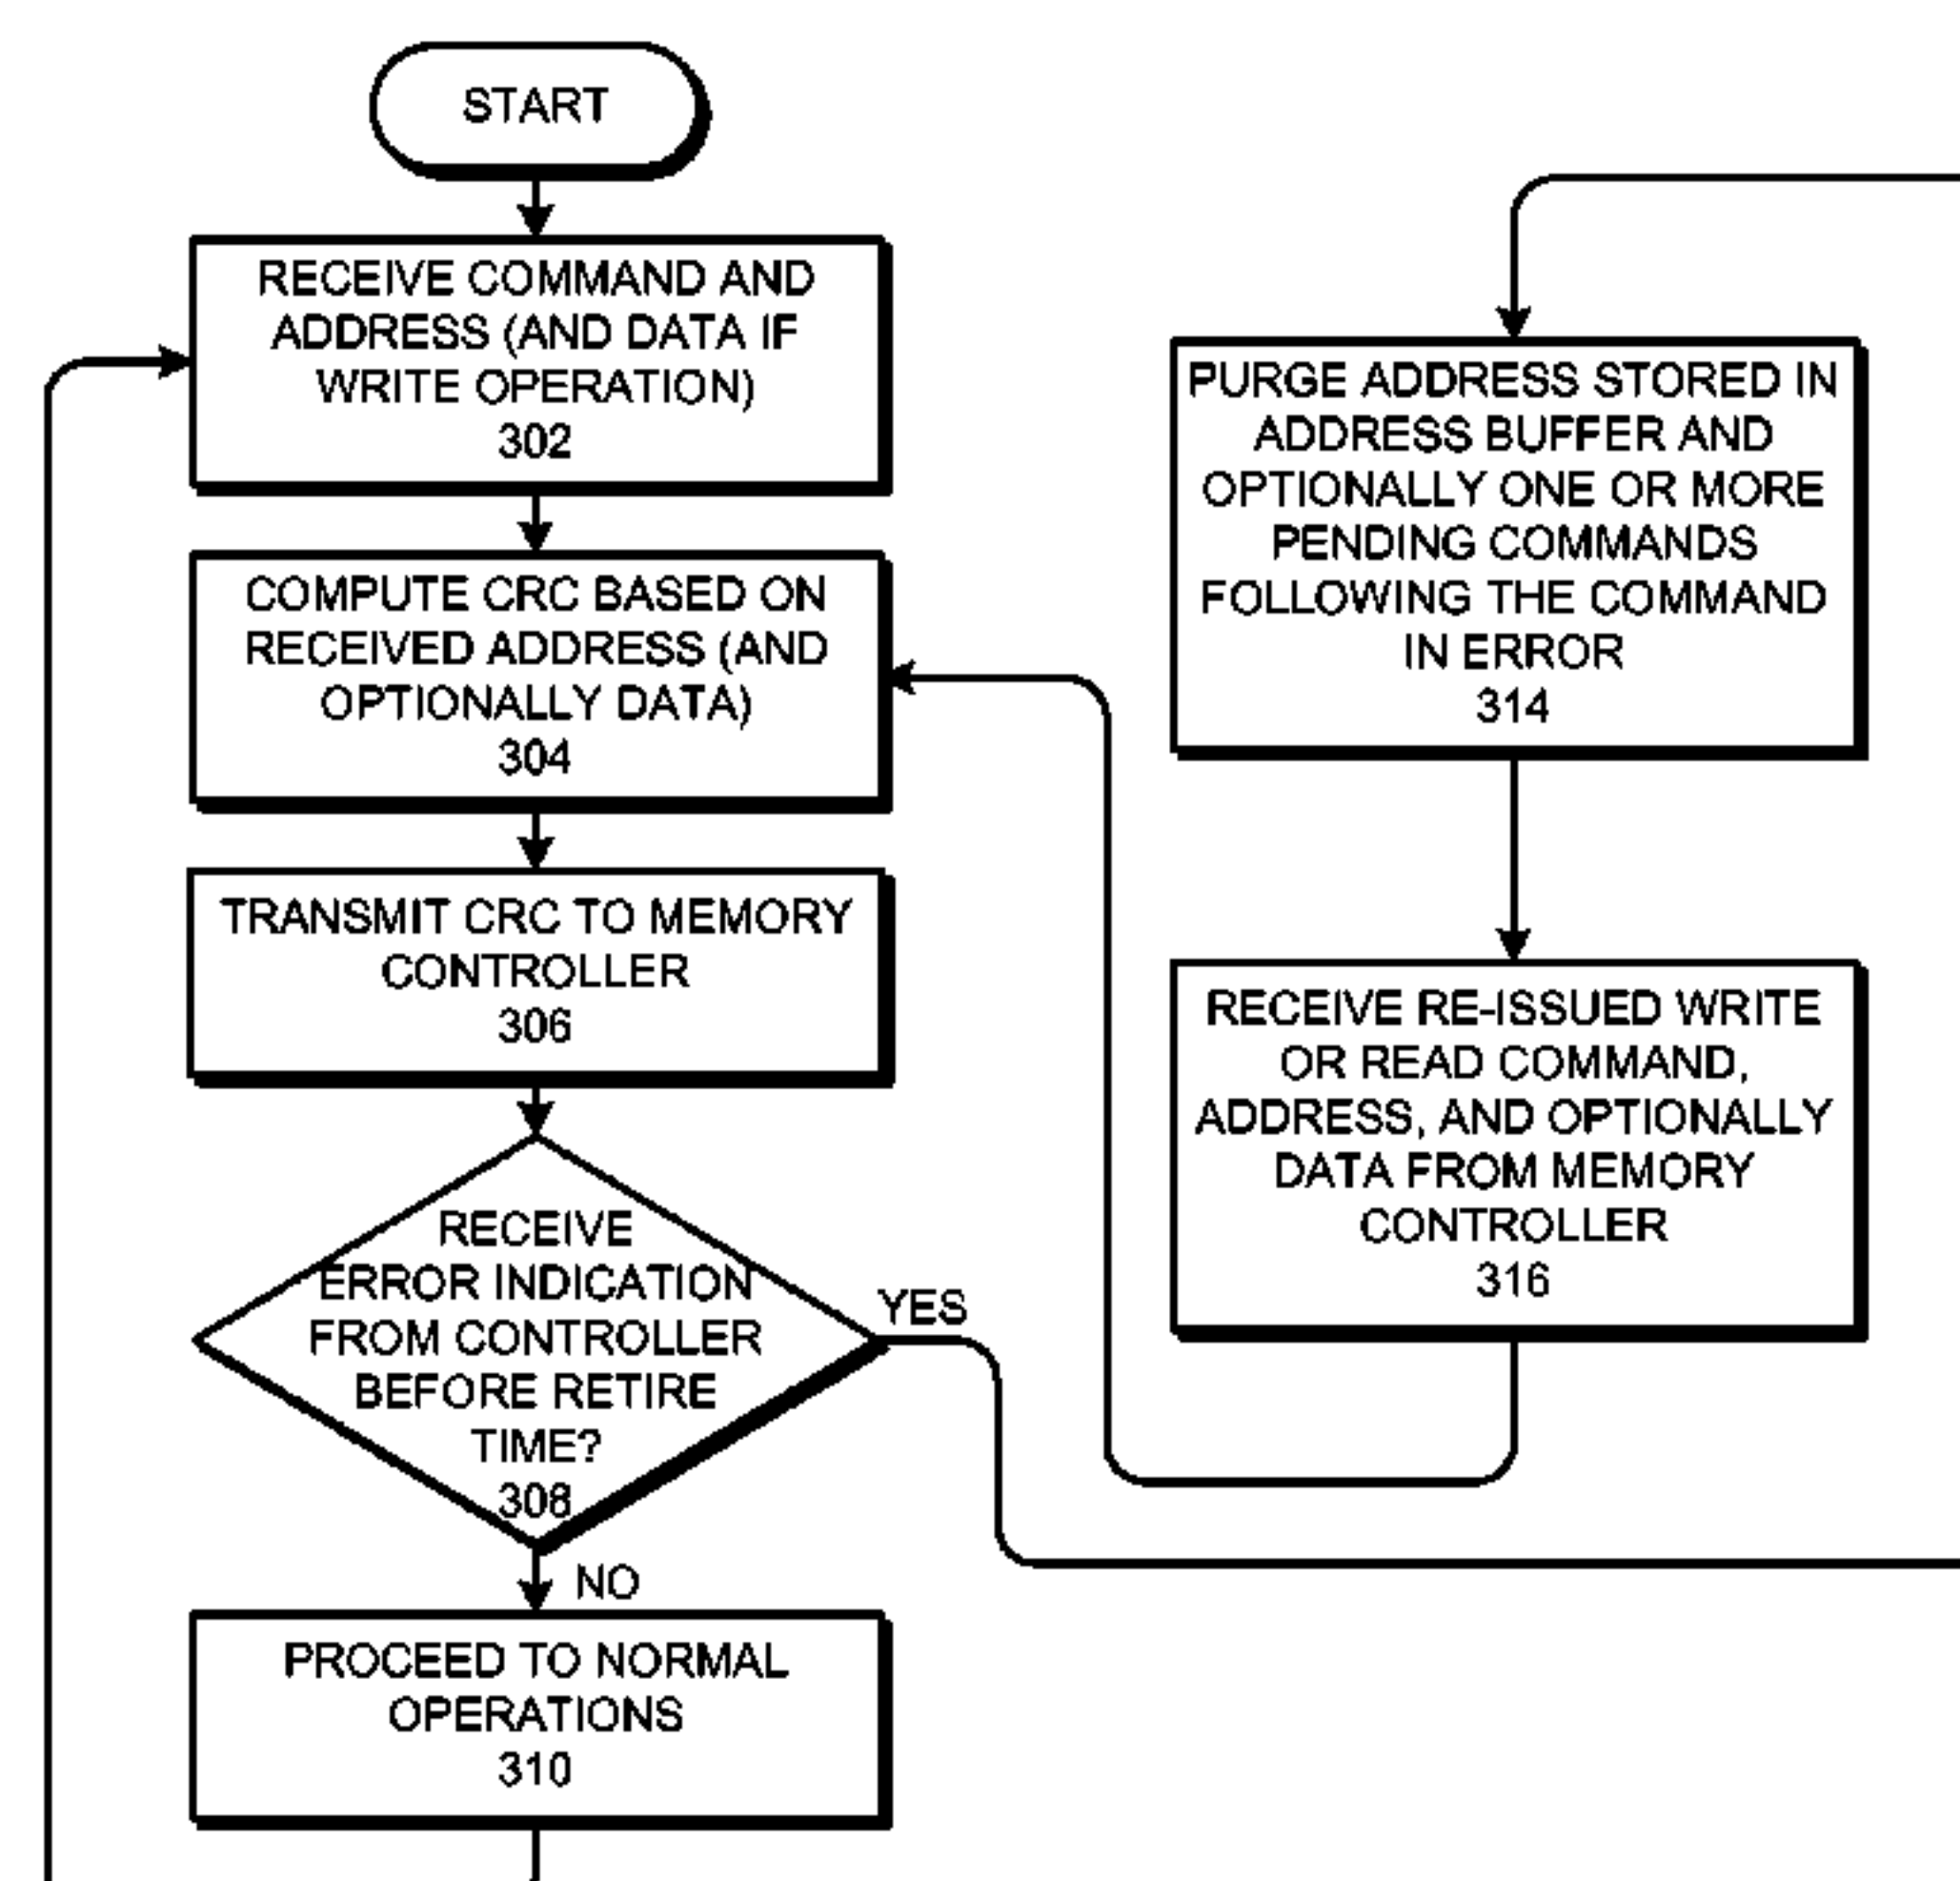 START
RECEIVE COMMAND AND
ADDRESS (AND DATA IF
WRITE OPERATION)
302
COMPUTE CRC BASED ON
RECEIVED ADDRESS (AND
OPTIONALLY DATA)
304
TRANSMIT CRC TO MEMORY
CONTROLLER
306
RECEIVE
ERROR INDICATION
FROM CONTROLLER
BEFORE RETIRE
TIME?
308
YES
NO
PROCEED TO NORMAL
OPERATIONS
310
PURGE ADDRESS STORED IN
ADDRESS BUFFER AND
OPTIONALLY ONE OR MORE
PENDING COMMANDS
FOLLOWING THE COMMAND
IN ERROR
314
RECEIVE RE-ISSUED WRITE
OR READ COMMAND,
ADDRESS, AND OPTIONALLY
DATA FROM MEMORY
CONTROLLER
316